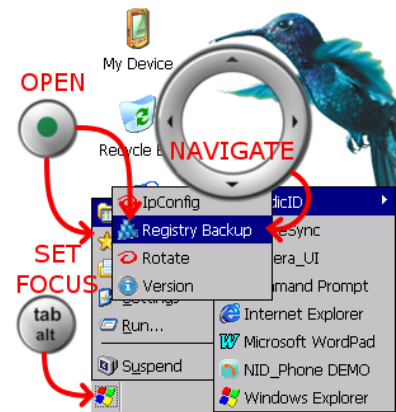 My Device
OPEN
Recycle
NAVIGATE
IpConfig
Registry Backup
Rotate
Version
SET
FOCUS
tab
alt
Run...
Suspend
Internet Explorer
Microsoft WordPad
NID_Phone DEMO
Windows Explorer
dicID
eSync
era_UI
mand Prompt
Settings